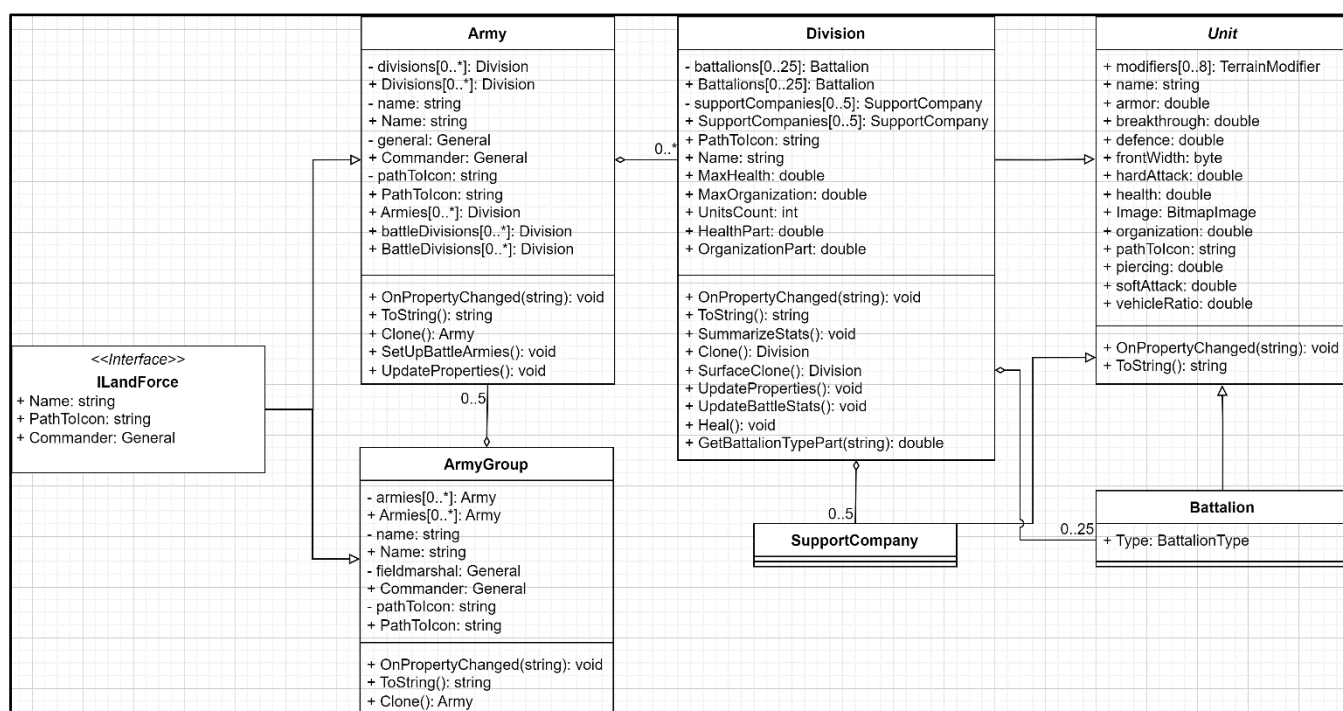 Army
- divisions[0..*]: Division
+ Divisions[0..*]: Division
- name: string
+ Name: string
- general: General
+ Commander: General
- pathToIcon: string
+ PathToIcon: string
+ Armies[0..*]: Division
+ battleDivisions[0..*]: Division
+ BattleDivisions[0..*]: Division
+ OnPropertyChanged(string): void
+ ToString(): string
+ Clone(): Army
+ SetUpBattleArmies(): void
+ UpdateProperties(): void
0..*
Division
- battalions[0..25]: Battalion
+ Battalions[0..25]: Battalion
- supportCompanies[0..5]: SupportCompany
+ SupportCompanies[0..5]: SupportCompany
+ PathToIcon: string
+ Name: string
+ MaxHealth: double
+ MaxOrganization: double
+ UnitsCount: int
+ HealthPart: double
+ OrganizationPart: double
+ OnPropertyChanged(string): void
+ ToString(): string
+ SummarizeStats(): void
+ Clone(): Division
+ SurfaceClone(): Division
+ UpdateProperties(): void
+ UpdateBattleStats(): void
+ Heal(): void
+ GetBattalionTypePart(string): double
Unit
+ modifiers[0..8]: TerrainModifier
+ name: string
+ armor: double
+ breakthrough: double
+ defence: double
+ frontWidth: byte
+ hardAttack: double
+ health: double
+ Image: BitmapImage
+ organization: double
+ pathToIcon: string
+ piercing: double
+ softAttack: double
+ vehicleRatio: double
+ OnPropertyChanged(string): void
+ ToString(): string
<<Interface>>
ILandForce
+ Name: string
+ PathToIcon: string
+ Commander: General
0..5
ArmyGroup
- armies[0..*]: Army
+ Armies[0..*]: Army
- name: string
+ Name: string
- fieldmarshal: General
+ Commander: General
- pathToIcon: string
+ PathToIcon: string
+ OnPropertyChanged(string): void
+ ToString(): string
+ Clone(): Army
0..5
SupportCompany
0..25
Battalion
+ Type: BattalionType